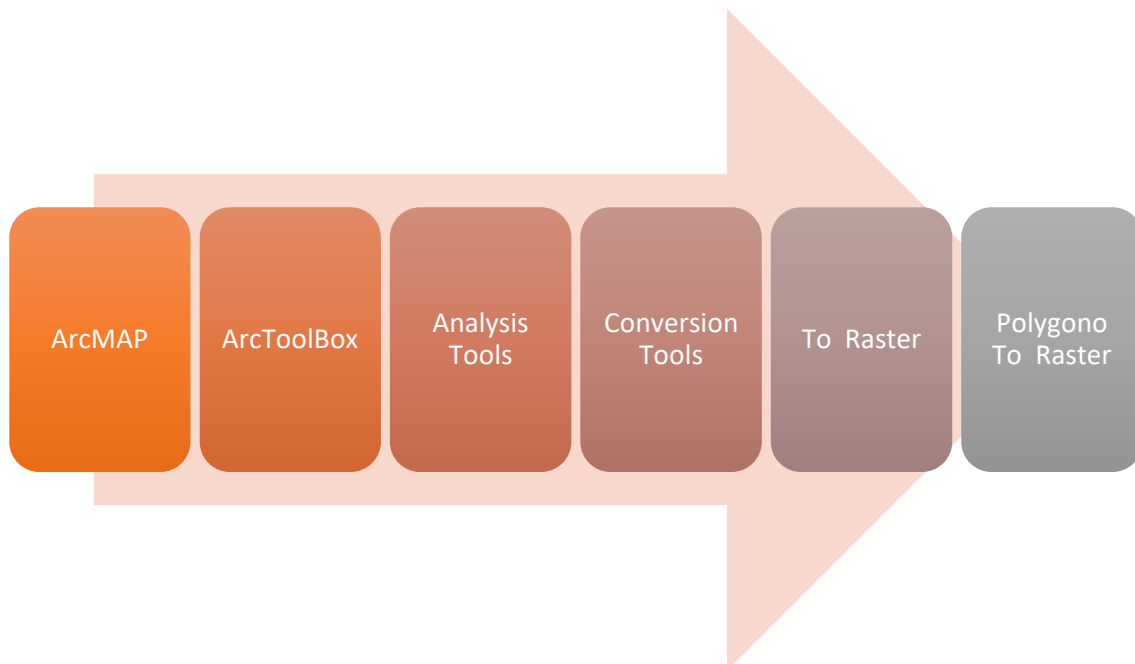 ArcMAP
ArcToolBox
Analysis
Tools
Conversion
Tools
To Raster
Polygono
To Raster